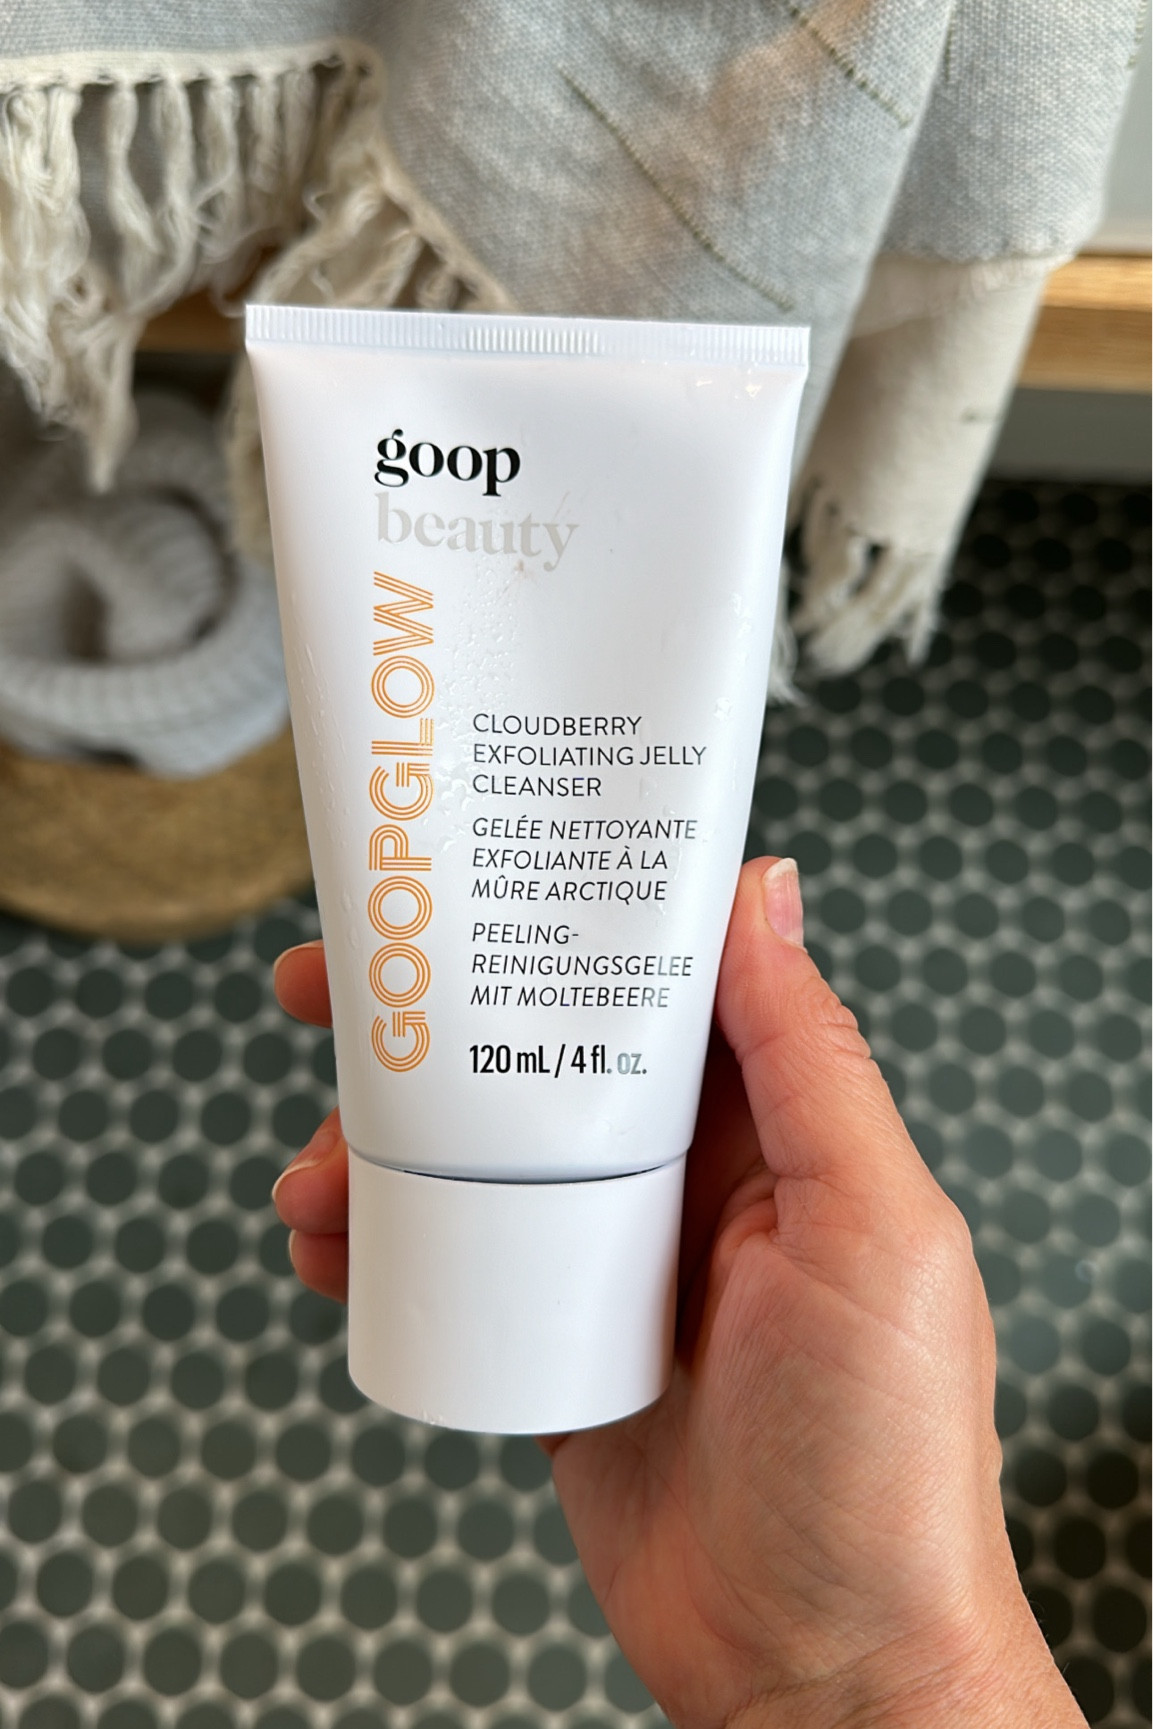 goop
beauty
GOOPGLOW
CLOUDBERRY
EXFOLIATING JELLY
CLEANSER
GELÉE NETTOYANTE
EXFOLIANTE À LA
MÛRE ARCTIQUE
PEELING-
REINIGUNGSGELEE
MIT MOLTEBEERE
120 mL / 4 fl. oz.